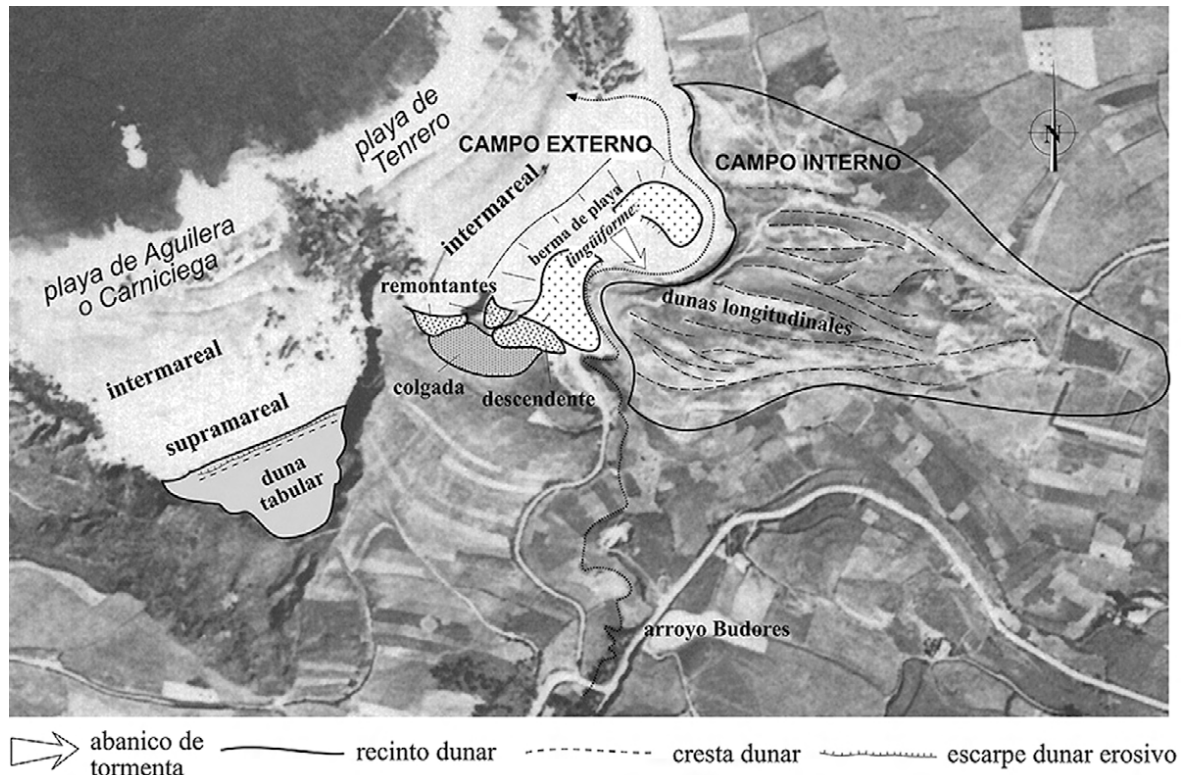 playa de
Tenrero
CAMPO EXTERNO
CAMPO INTERNO
N
intermareal
berma de playa
lingüiforme
playa de Aguilera
o Carniciega
remontantes
dunas longitudinales
intermareal
colgada
descendente
supramareal
duna
tabular
arroyo Budores
abanico de
tormenta
recinto dunar
cresta dunar
escarpe dunar erosivo